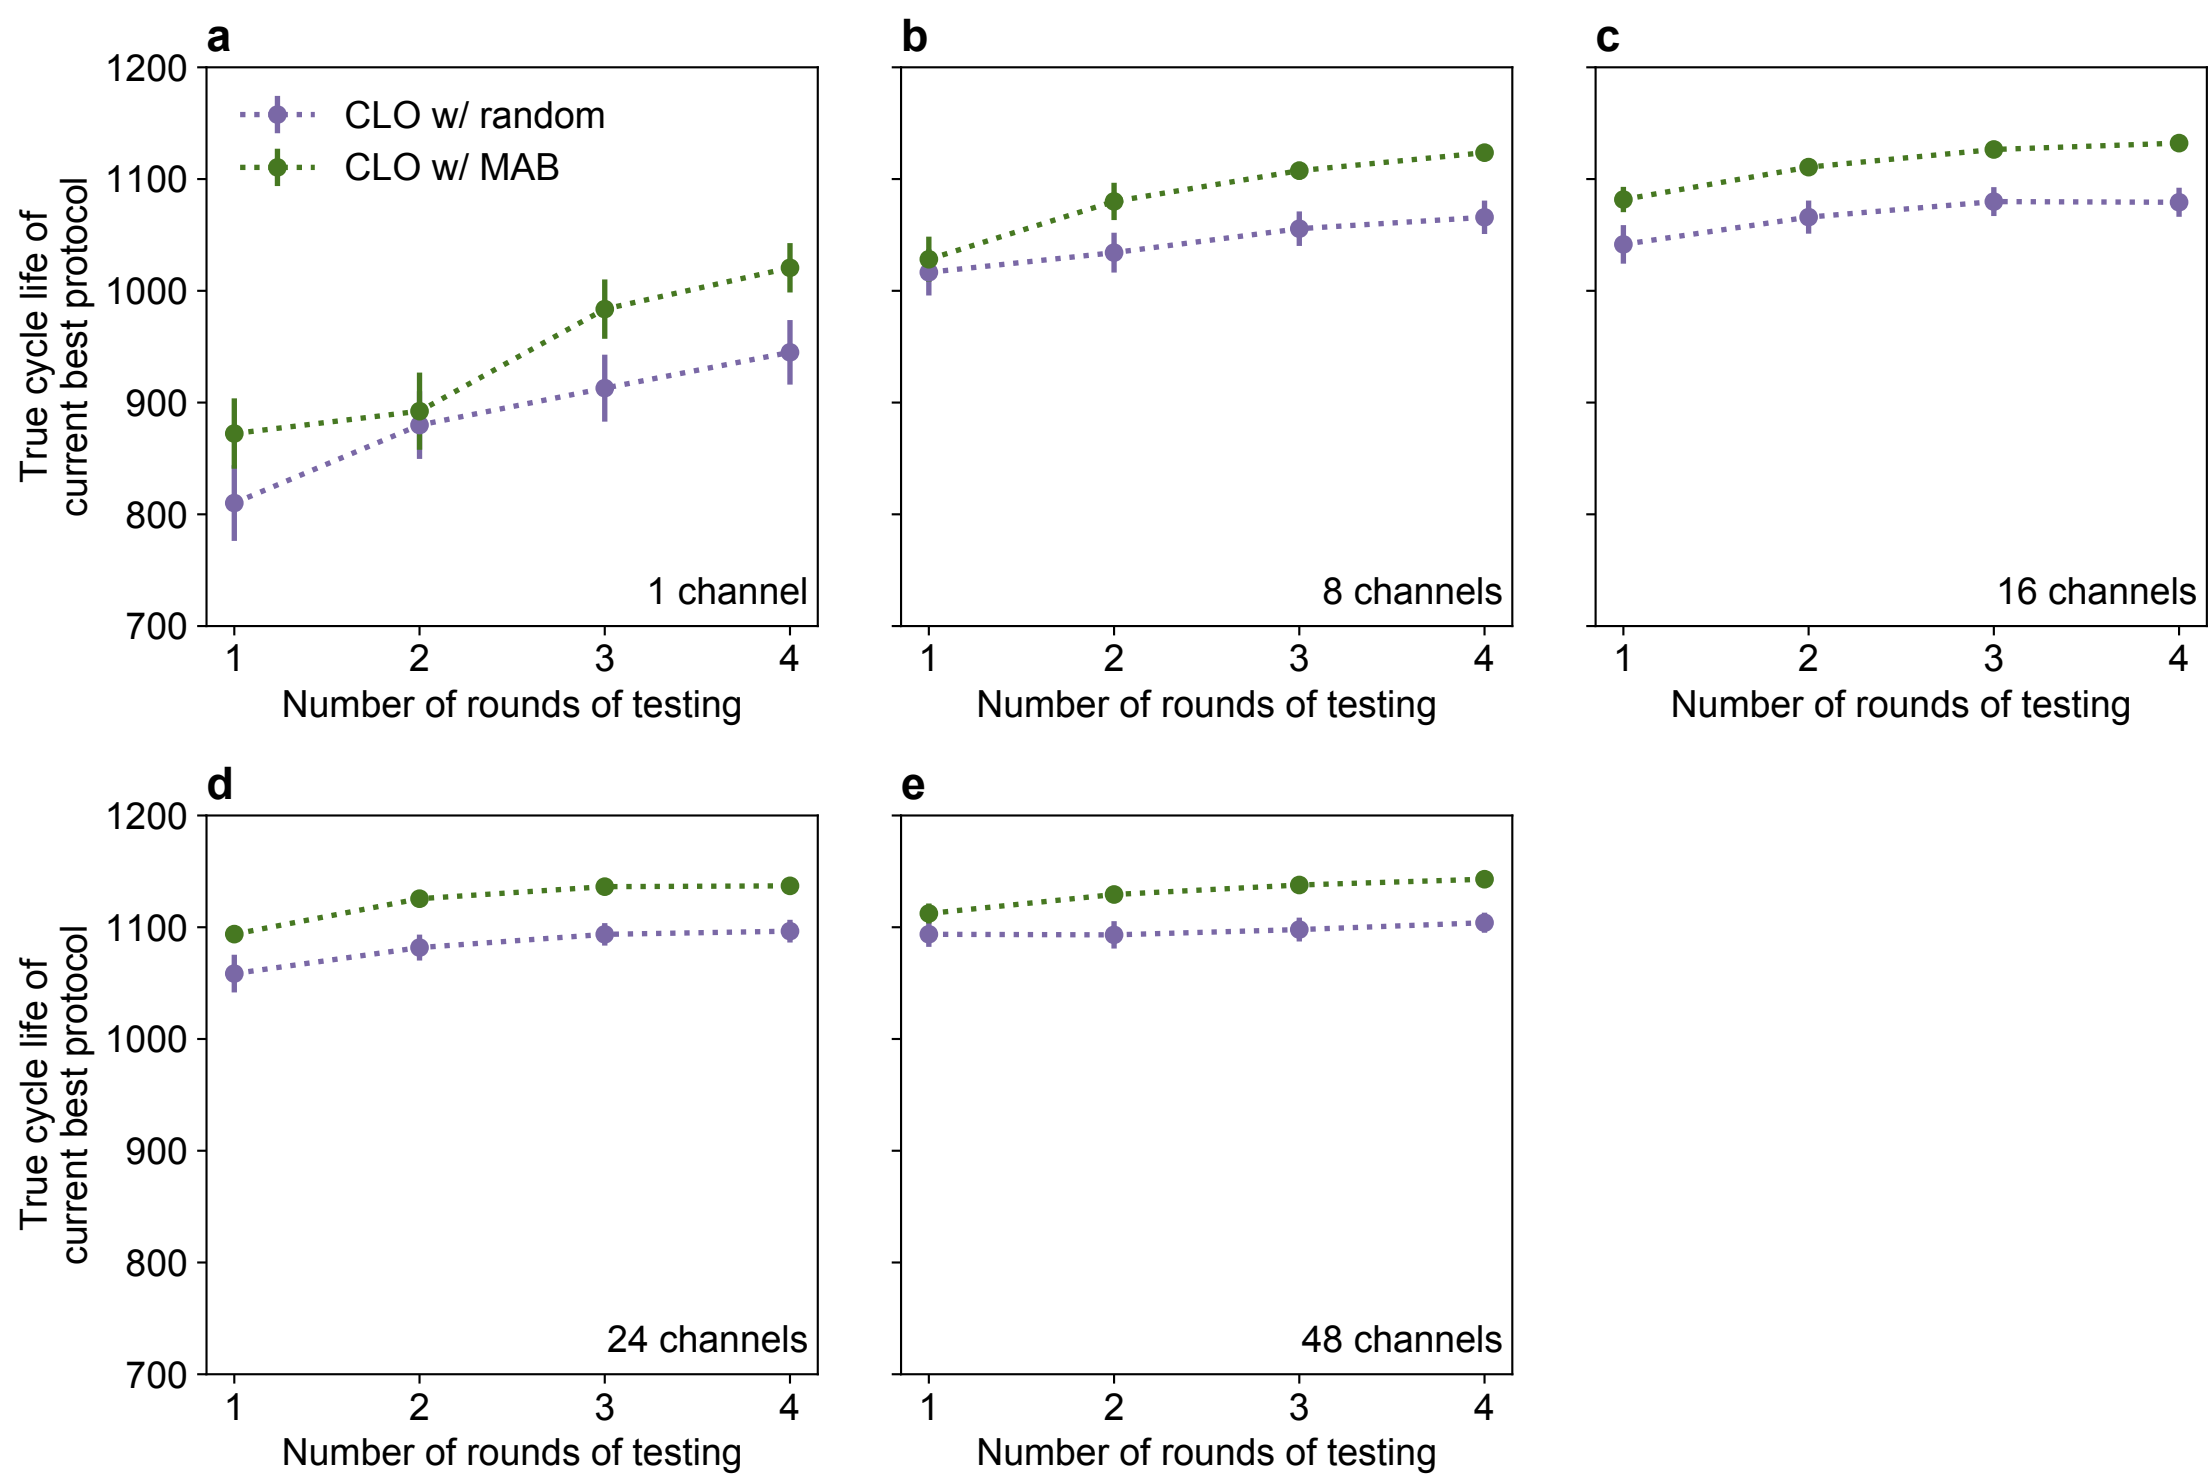 a
b
c
1200
1100
1000
900
800
700
True cycle life of
current best protocol
CLO w/ random
CLO w/ MAB
1 channel
8 channels
16 channels
1 2 3 4
1 2 3 4
1 2 3 4
Number of rounds of testing
Number of rounds of testing
Number of rounds of testing
d
e
1200
1100
1000
900
800
700
True cycle life of
current best protocol
24 channels
48 channels
1 2 3 4
1 2 3 4
Number of rounds of testing
Number of rounds of testing